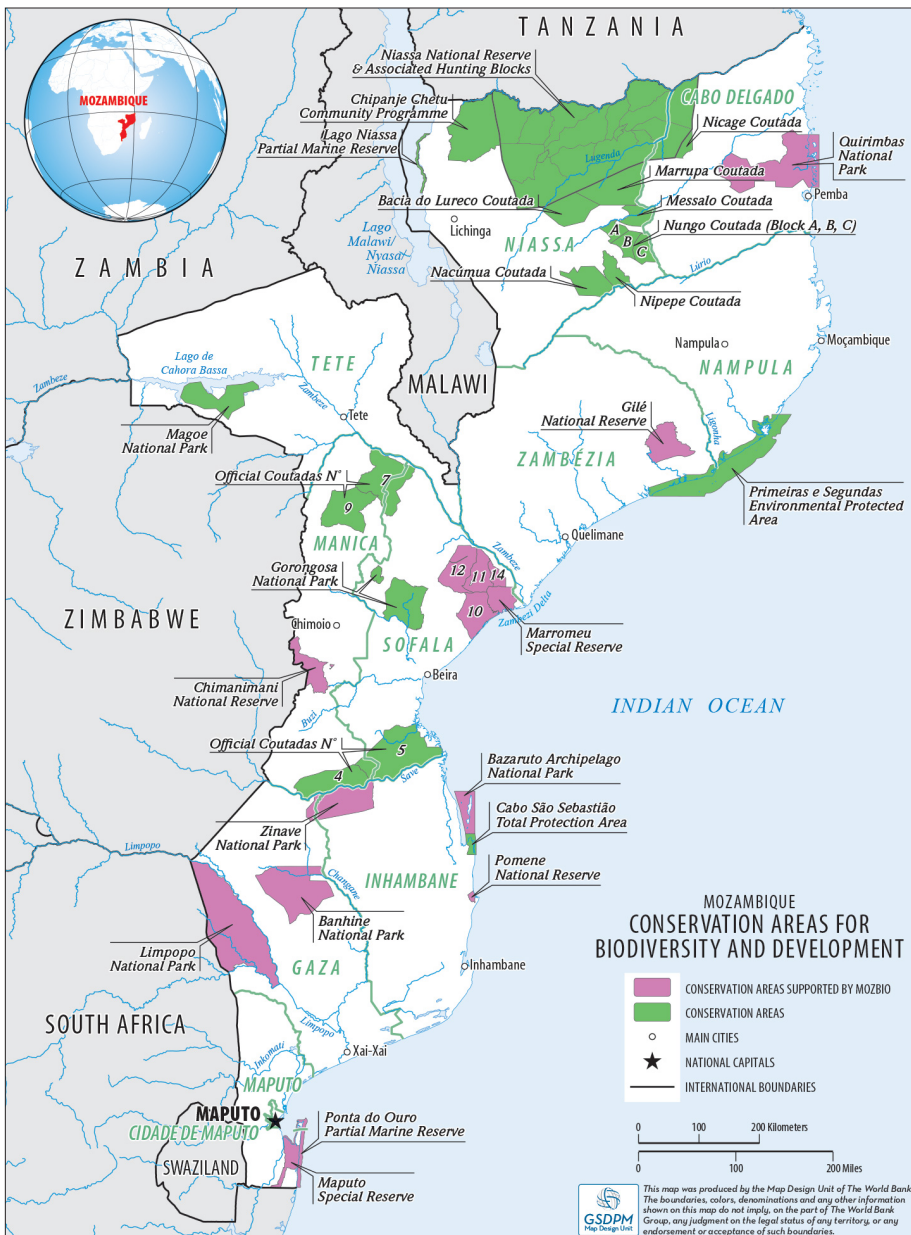 TANZANIA
MOZAMBIQUE
Niassa National Reserve
& Associated Hunting Blocks
Chipanje Chetu
Community Programme
Lago Niassa
Partial Marine Reserve
CABO DELGADO
Nicage Coutada
Quirimbas
National
Park
Lugenda
Marrupa Coutada
Pemba
Bacia do Lureco Coutada
Messalo Coutada
Lichinga
A
B
C
Nungo Coutada (Block A, B, C)
NIASSA
Lago
Malawi/
Nyasa/
Niassa
ZAMBIA
Nacúmua Coutada
Lúrio
Nipepe Coutada
Nampula
Moçambique
NAMPULA
Lago de
Cahora Bassa
TETE
MALAWI
Zambeze
Zambeze
Tete
Magoe
National Park
Gilé
National Reserve
Ligonha
ZAMBÉZIA
Official Coutadas N°
7
9
Primeiras e Segundas
Environmental Protected
Area
Quelimane
MANICA
Zambeze
12
11
14
10
Gorongosa
National Park
Zambezi Delta
ZIMBABWE
Chimoio
SOFALA
Marromeu
Special Reserve
Beira
Chimanimani
National Reserve
INDIAN OCEAN
Buzi
Official Coutadas N°
5
4
Save
Bazaruto Archipelago
National Park
Cabo São Sebastião
Total Protection Area
Zinave
National Park
Limpopo
Changane
INHAMBANE
Pomene
National Reserve
Banhine
National Park
Limpopo
National Park
GAZA
Inhambane
SOUTH AFRICA
Limpopo
Inkomati
Xai-Xai
MAPUTO
MAPUTO
CIDADE DE MAPUTO
Ponta do Ouro
Partial Marine Reserve
SWAZILAND
Maputo
Special Reserve
MOZAMBIQUE
CONSERVATION AREAS FOR
BIODIVERSITY AND DEVELOPMENT
CONSERVATION AREAS SUPPORTED BY MOZBIO
CONSERVATION AREAS
MAIN CITIES
NATIONAL CAPITALS
INTERNATIONAL BOUNDARIES
0 100 200 Kilometers
0 100 200 Miles
GSDPM
Map Design Unit
This map was produced by the Map Design Unit of The World Bank.
The boundaries, colors, denominations and any other information
shown on this map do not imply, on the part of The World Bank
Group, any judgment on the legal status of any territory, or any
endorsement or acceptance of such boundaries.